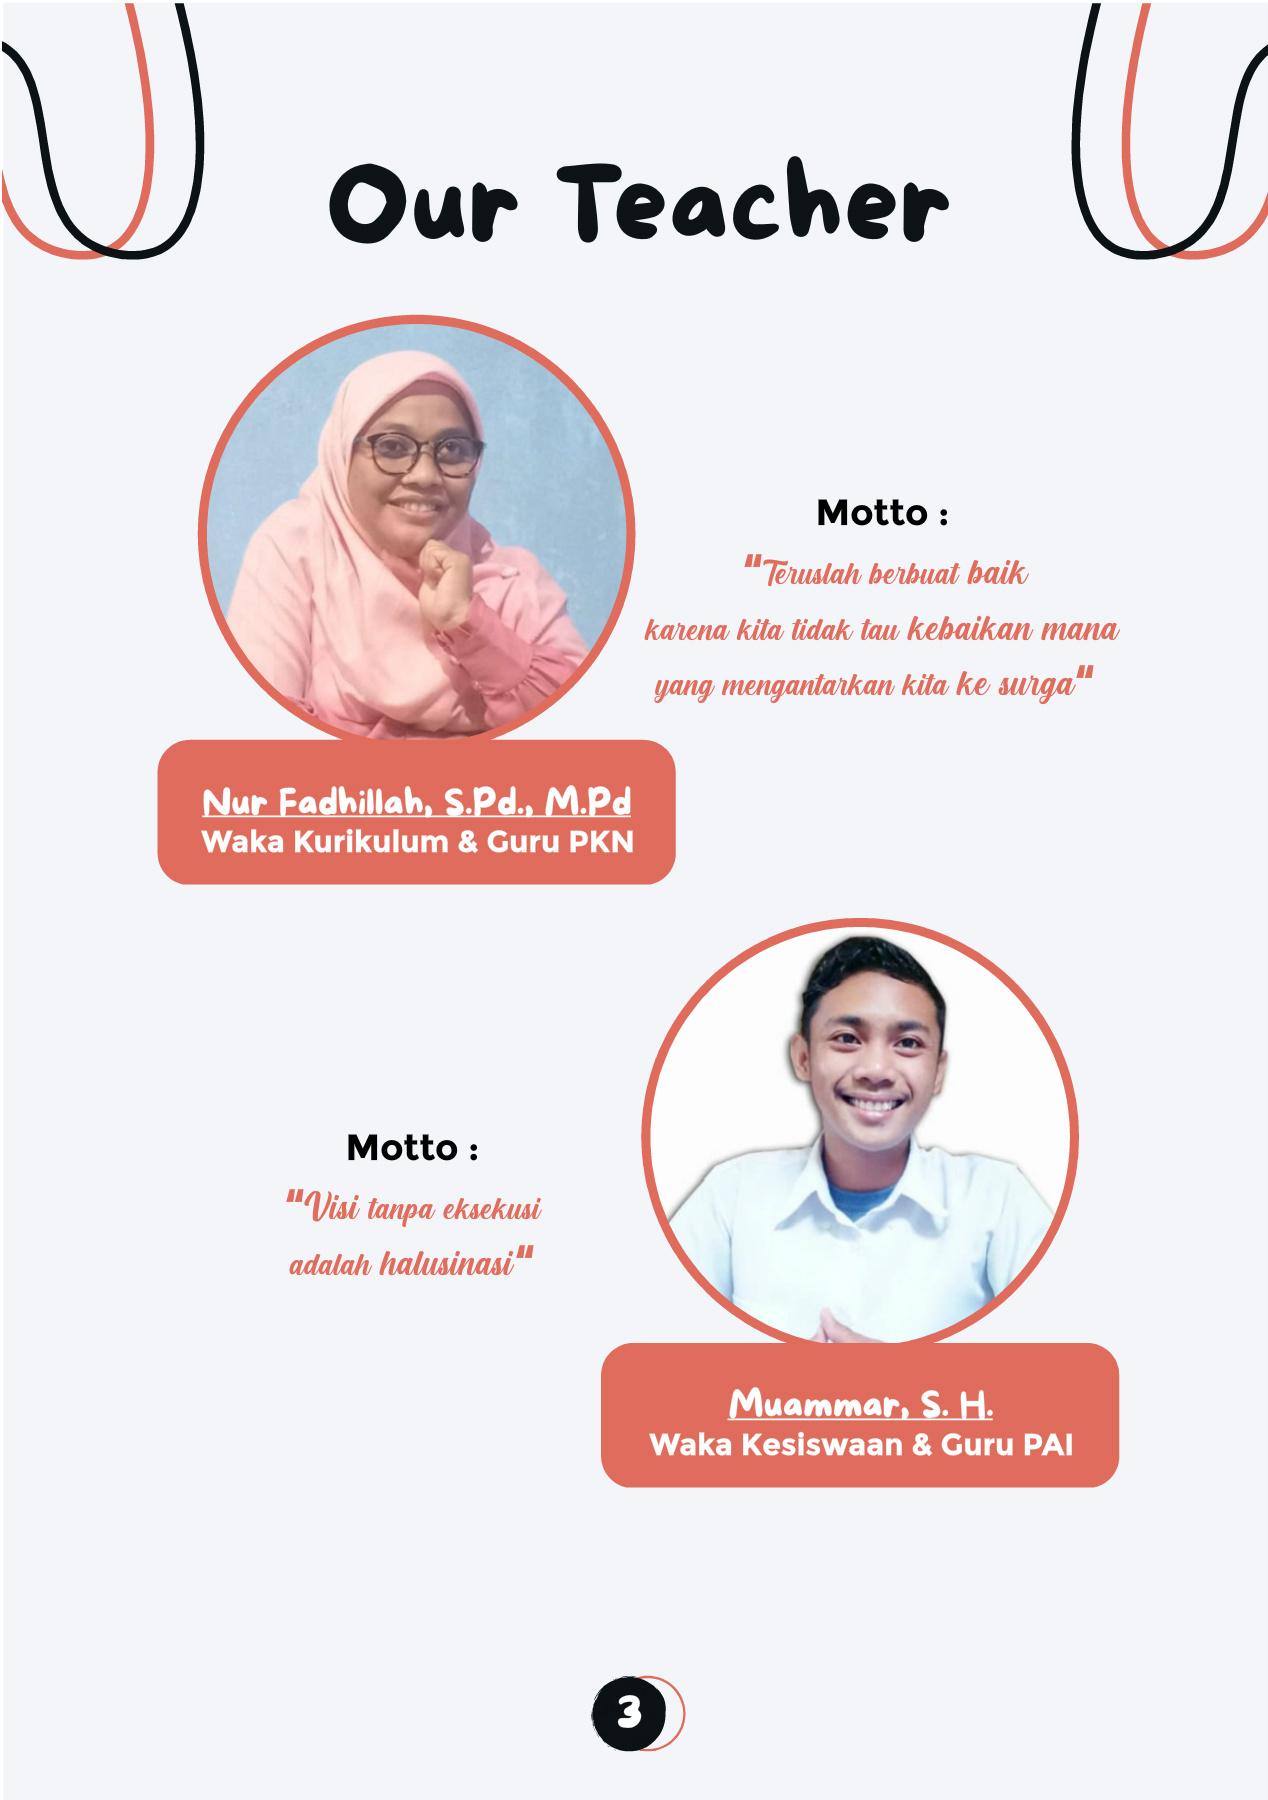 Our Teacher
Motto :
"Teruslah berbuat baik
karena kita tidak tau kebaikan mana
yang mengantarkan kita ke surga"
Nur Fadhillah, S.Pd., M.Pd
Waka Kurikulum & Guru PKN
Motto :
"Visi tanpa eksekusi
adalah halusinasi"
Muammar, S. H.
Waka Kesiswaan & Guru PAI
3